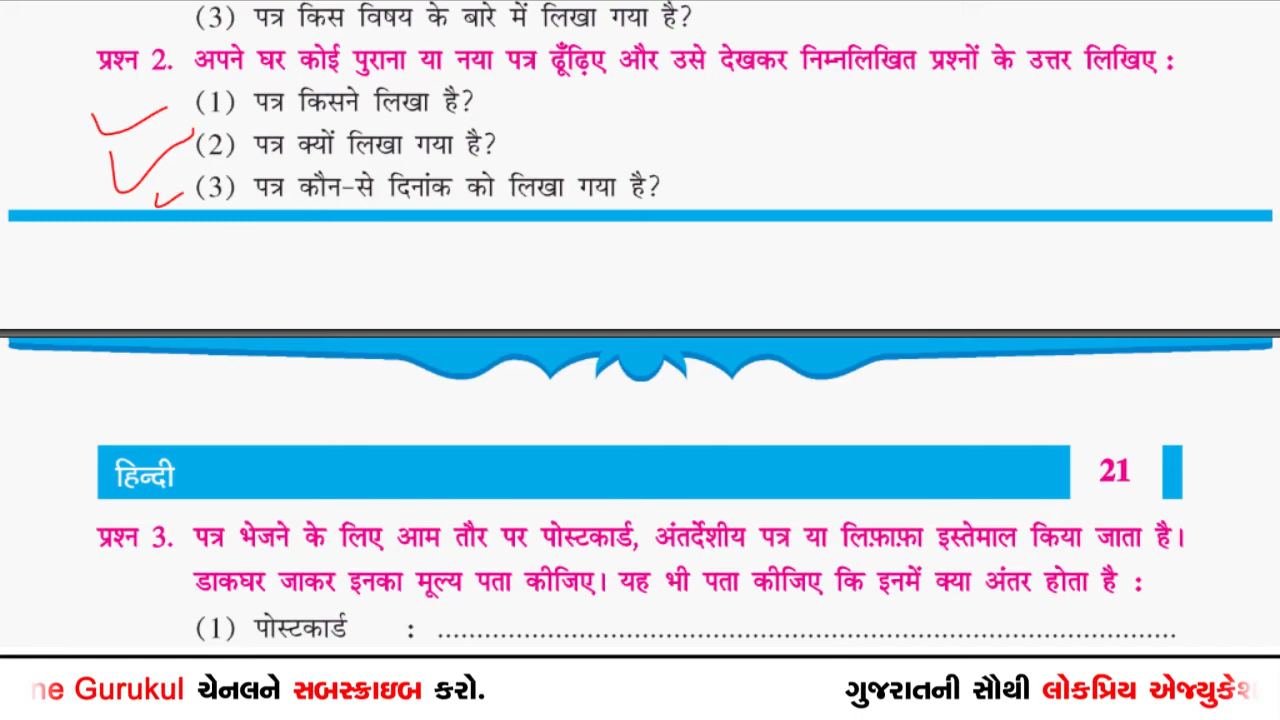 (3) पत्र किस विषय के बारे में लिखा गया है?
प्रश्न 2. अपने घर कोई पुराना या नया पत्र ढूँढ़िए और उसे देखकर निम्नलिखित प्रश्नों के उत्तर लिखिए :
(1) पत्र किसने लिखा है?
(2) पत्र क्यों लिखा गया है?
(3) पत्र कौन-से दिनांक को लिखा गया है?
हिन्दी 21
प्रश्न 3. पत्र भेजने के लिए आम तौर पर पोस्टकार्ड, अंतर्देशीय पत्र या लिफ़ाफ़ा इस्तेमाल किया जाता है।
डाकघर जाकर इनका मूल्य पता कीजिए। यह भी पता कीजिए कि इनमें क्या अंतर होता है :
(1) पोस्टकार्ड : ............................................................................................
ne Gurukul ચેનલને સબસ્ક્રાઇબ કરો. ગુજરાતની સૌથી લોકપ્રિય